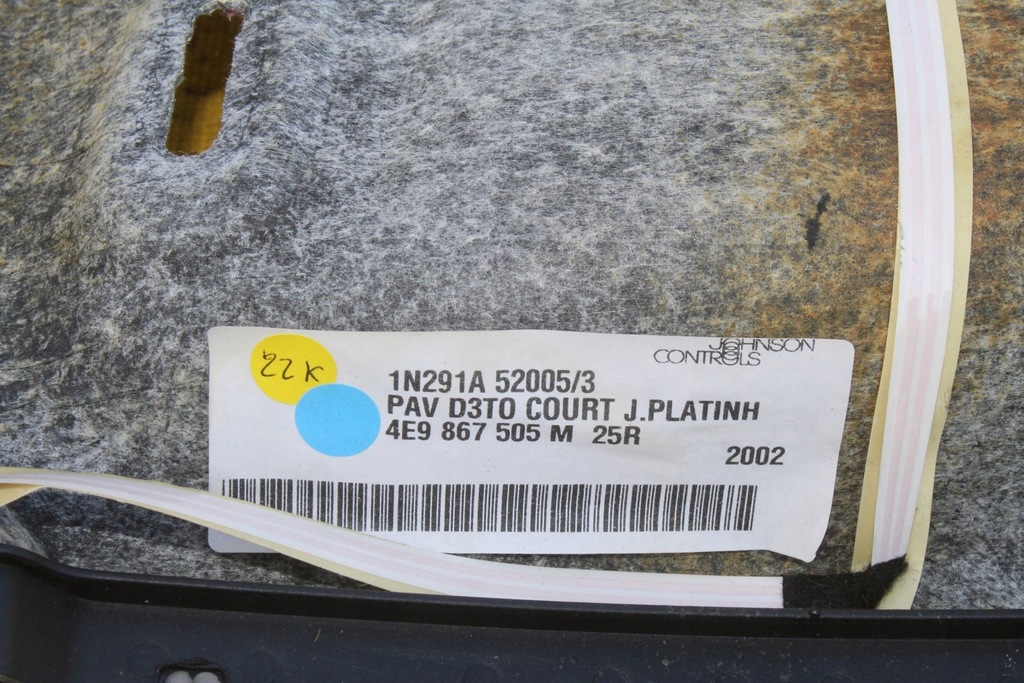 JOHNSON
CONTROLS
22K
1N291A 52005/3
PAV D3TO COURT J.PLATINH
4E9 867 505 M 25R
2002